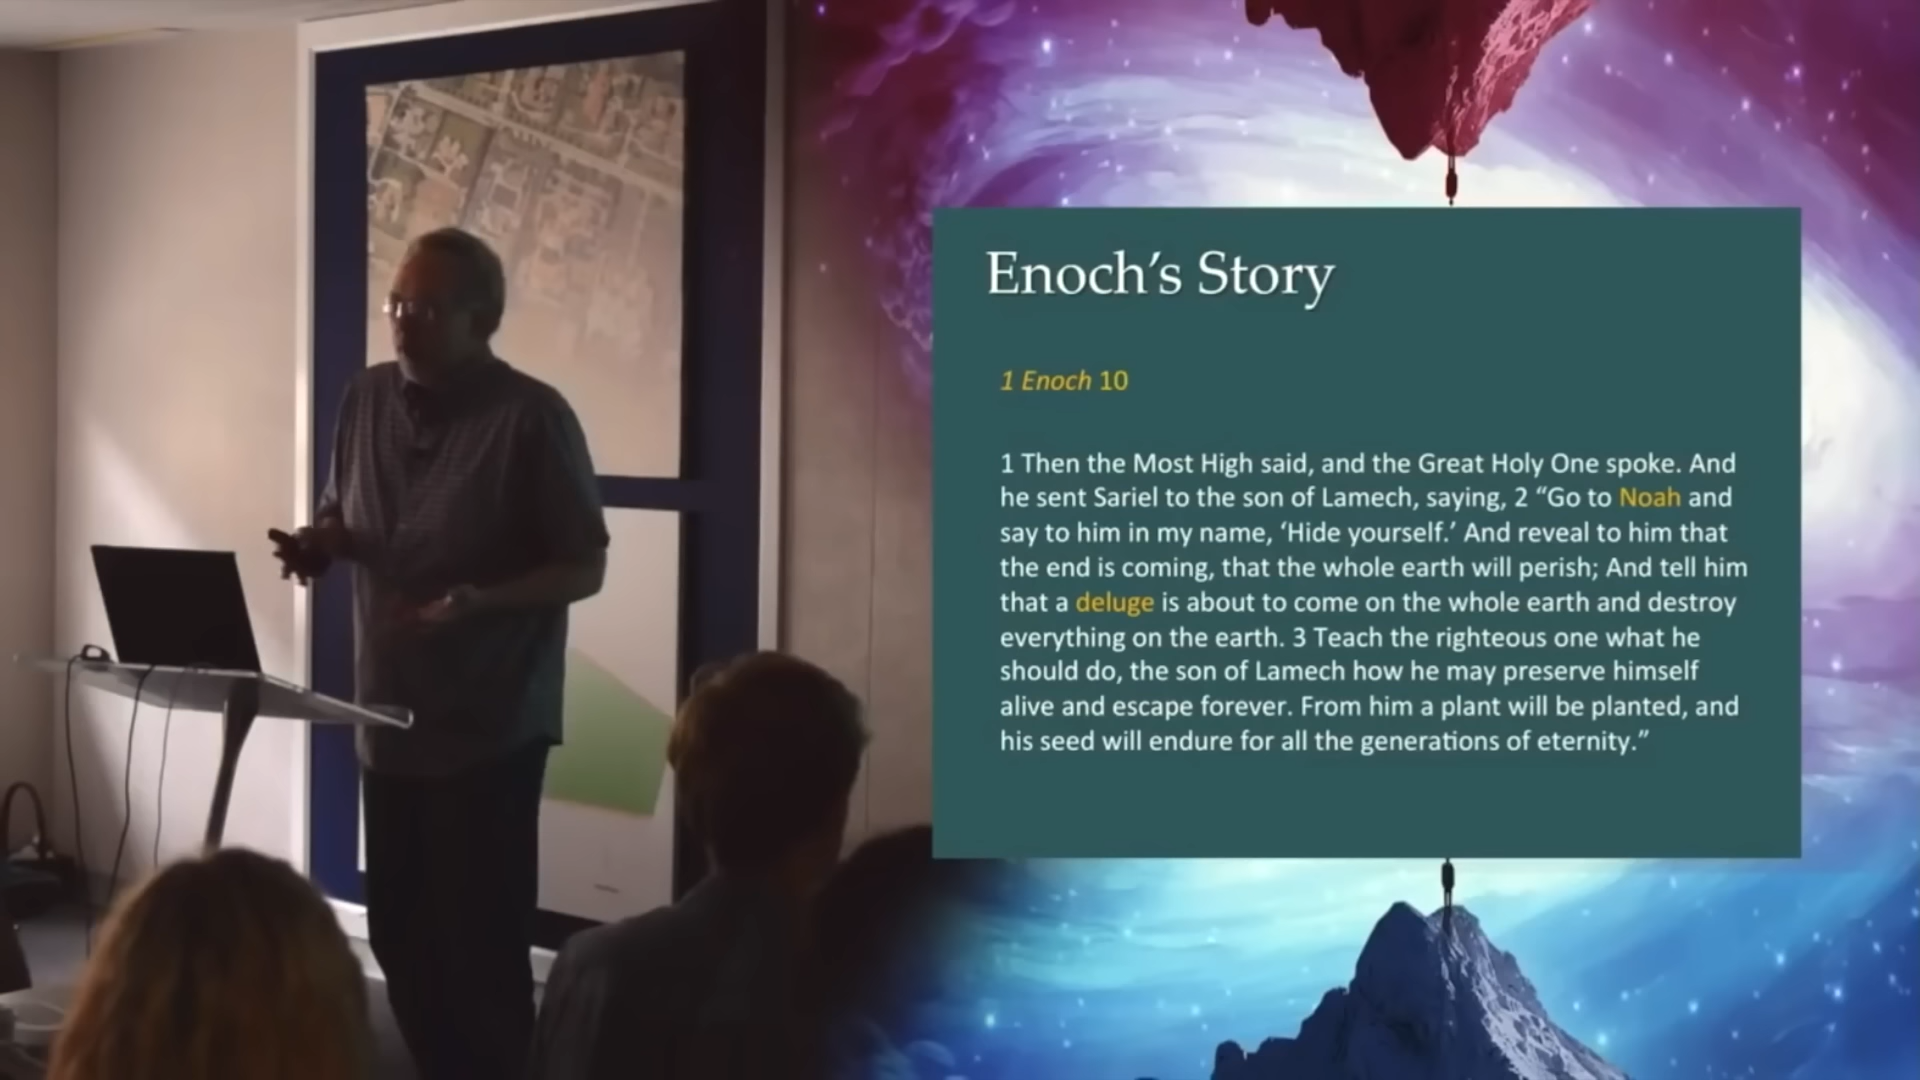 Enoch's Story
1 Enoch 10
1 Then the Most High said, and the Great Holy One spoke. And
he sent Sariel to the son of Lamech, saying, 2 “Go to Noah and
say to him in my name, ‘Hide yourself.’ And reveal to him that
the end is coming, that the whole earth will perish; And tell him
that a deluge is about to come on the whole earth and destroy
everything on the earth. 3 Teach the righteous one what he
should do, the son of Lamech how he may preserve himself
alive and escape forever. From him a plant will be planted, and
his seed will endure for all the generations of eternity.”